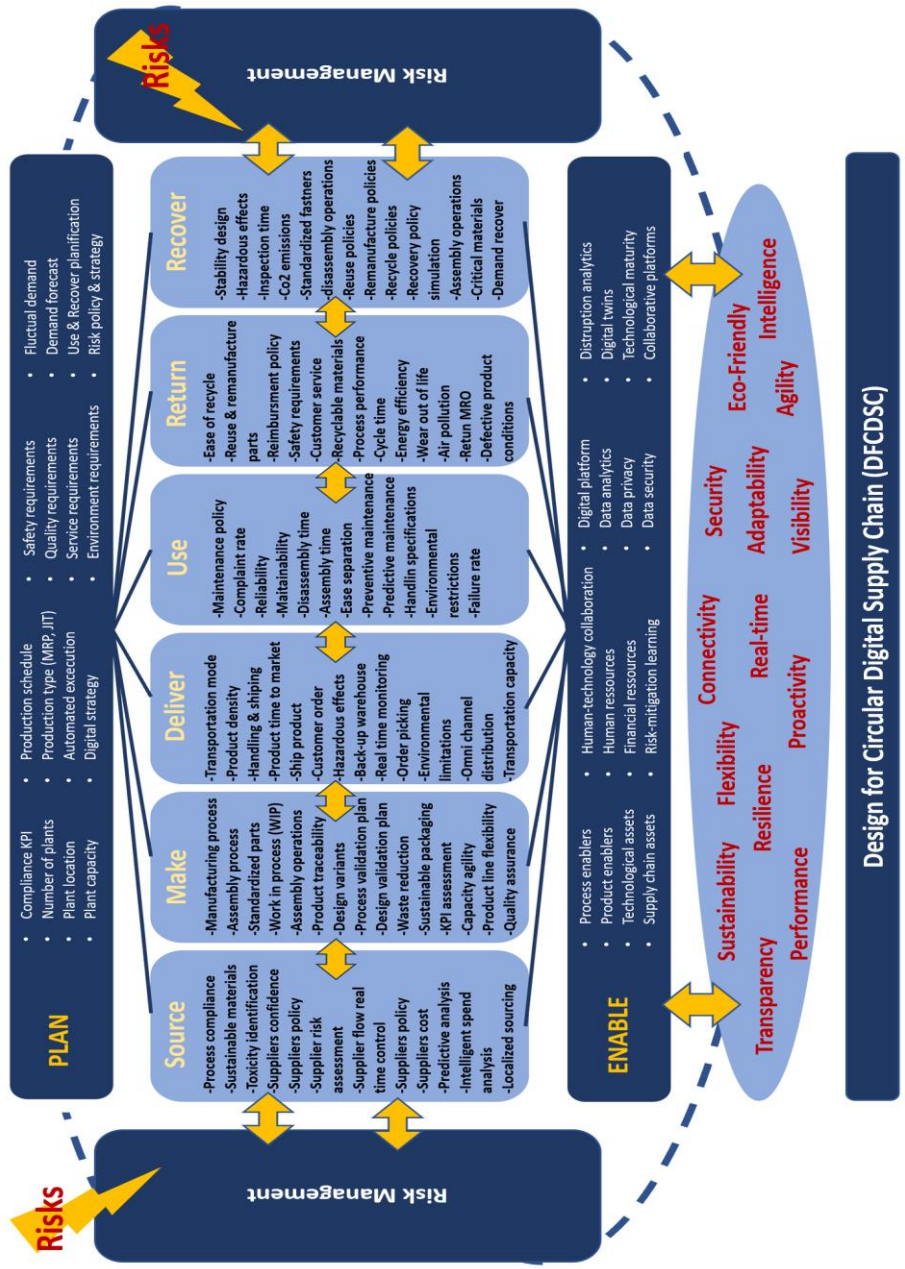 Risks
Risks
PLAN
• Compliance KPI
• Number of plants
• Plant location
• Plant capacity
• Production schedule
• Production type (MRP, JIT)
• Automated excecution
• Digital strategy
• Safety requirements
• Quality requirements
• Service requirements
• Environment requirements
• Fluctual demand
• Demand forecast
• Use & Recover planification
• Risk policy & strategy
Risk Management
Source
-Process compliance
-Sustainable materials
-Toxicity identification
-Suppliers confidence
-Suppliers policy
-Supplier risk
assessment
-Supplier flow real
time control
-Suppliers policy
-Suppliers cost
-Predictive analysis
-Intelligent spend
analysis
-Localized sourcing
Make
-Manufacturing process
-Assembly process
-Standardized parts
-Work in process (WIP)
-Assembly operations
-Product traceability
-Design variants
-Process validation plan
-Design validation plan
-Waste reduction
-Sustainable packaging
-KPI assessment
-Capacity agility
-Product line flexibility
-Quality assurance
Deliver
-Transportation mode
-Product density
-Handling & shiping
-Product time to market
-Ship product
-Customer order
-Hazardous effects
-Back-up warehouse
-Real time monitoring
-Order picking
-Environmental
limitations
-Omni channel
distribution
-Transportation capacity
Use
-Maintenance policy
-Complaint rate
-Reliability
-Maitainability
-Disassembly time
-Assembly time
-Ease separation
-Preventive maintenance
-Predictive maintenance
-Handlin specifications
-Environmental
restrictions
-Failure rate
Return
-Ease of recycle
-Reuse & remanufacture
parts
-Reimbursment policy
-Safety requirements
-Customer service
-Recyclable materials
-Process performance
-Cycle time
-Energy efficiency
-Wear out of life
-Air pollution
-Retun MRO
-Defective product
conditions
Recover
-Stability design
-Hazardous effects
-Inspection time
-Co2 emissions
-Standardized fastners
-disassembly operations
-Reuse policies
-Remanufacture policies
-Recycle policies
-Recovery policy
simulation
-Assembly operations
-Critical materials
-Demand recover
Risk Management
ENABLE
• Process enablers
• Product enablers
• Technological assets
• Supply chain assets
• Human-technology collaboration
• Human ressources
• Financial ressources
• Risk-mitigation learning
• Digital platform
• Data analytics
• Data privacy
• Data security
• Distruption analytics
• Digital twins
• Technological maturity
• Collaborative platforms
Sustainability
Flexibility
Connectivity
Security
Eco-Friendly
Transparency
Resilience
Real-time
Adaptability
Intelligence
Performance
Proactivity
Visibility
Agility
Design for Circular Digital Supply Chain (DFCDSC)